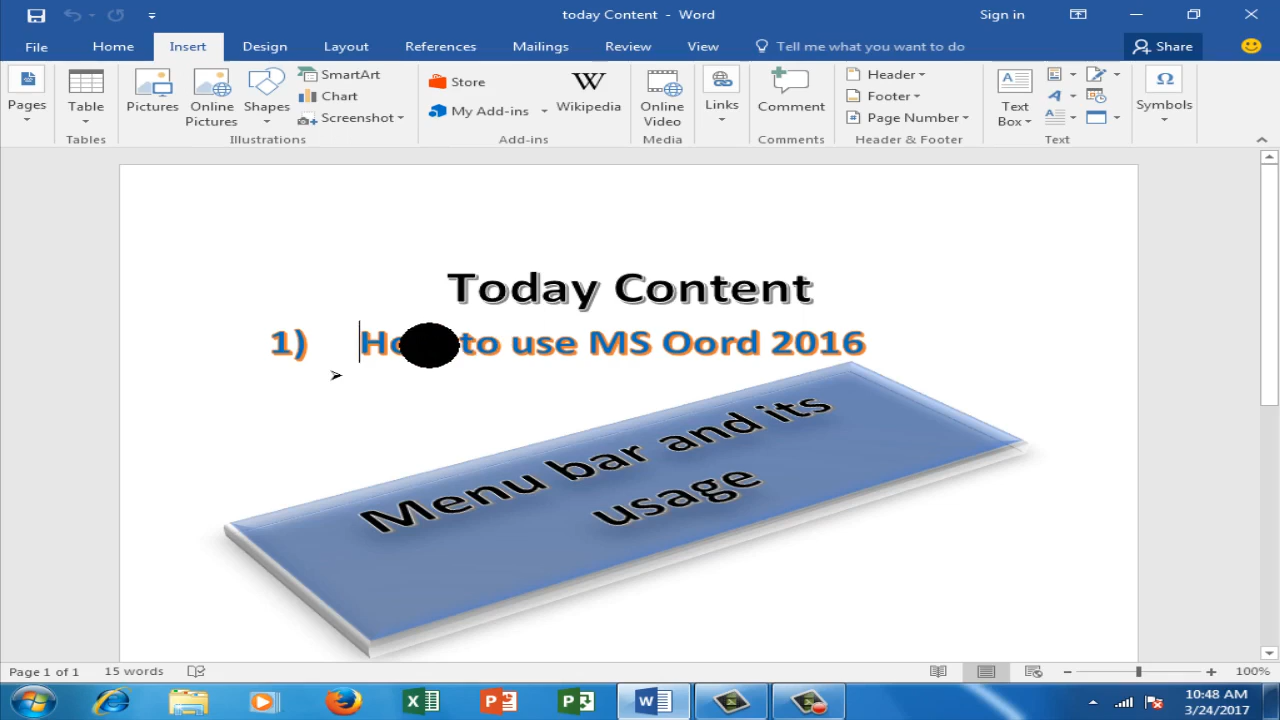 today Content - Word
Sign in
File Home Insert Design Layout References Mailings Review View Tell me what you want to do Share
Pages
Table
Tables
Pictures
Online Pictures
Shapes
SmartArt
Chart
Screenshot
Illustrations
Store
My Add-ins
Wikipedia
Add-ins
Online Video
Media
Links
Comment
Comments
Header
Footer
Page Number
Header & Footer
Text Box
Text
Symbols
Today Content
1) to use MS Oord 2016
Menu bar and its
usage
Page 1 of 1 15 words
100%
10:48 AM
3/24/2017